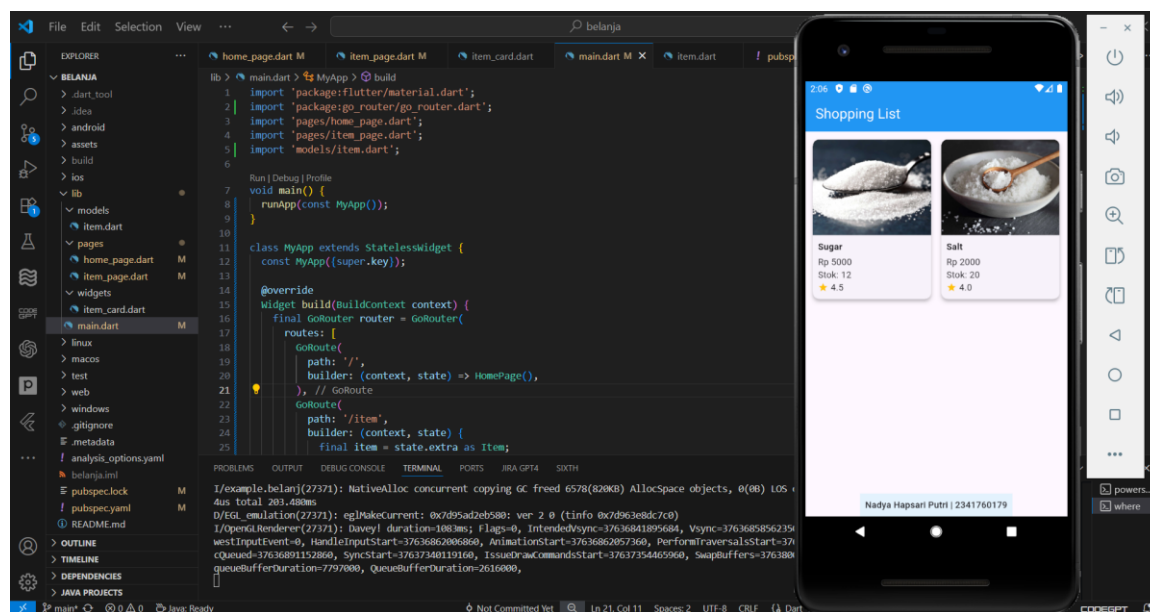 File Edit Selection View ··· belanja
EXPLORER ···
BELANJA
.dart_tool
.idea
android
assets
build
ios
lib
models
item.dart
pages
home_page.dart M
item_page.dart M
widgets
item_card.dart
main.dart M
linux
macos
test
web
windows
.gitignore
.metadata
analysis_options.yaml
belanja.iml
pubspec.lock M
pubspec.yaml M
README.md
OUTLINE
TIMELINE
DEPENDENCIES
JAVA PROJECTS
home_page.dart M item_page.dart M item_card.dart main.dart M item.dart pubsp
lib > main.dart > MyApp > build
1 import 'package:flutter/material.dart';
2 import 'package:go_router/go_router.dart';
3 import 'pages/home_page.dart';
4 import 'pages/item_page.dart';
5 import 'models/item.dart';
6
Run | Debug | Profile
7 void main() {
8 runApp(const MyApp());
9 }
10
11 class MyApp extends StatelessWidget {
12 const MyApp({super.key});
13
14 @override
15 Widget build(BuildContext context) {
16 final GoRouter router = GoRouter(
17 routes: [
18 GoRoute(
19 path: '/',
20 builder: (context, state) => HomePage(),
21 ), // GoRoute
22 GoRoute(
23 path: '/item',
24 builder: (context, state) {
25 final item = state.extra as Item;
PROBLEMS OUTPUT DEBUG CONSOLE TERMINAL PORTS JIRA GPT4 SIXTH
I/example.belanj(27371): NativeAlloc concurrent copying GC freed 6578(820KB) AllocSpace objects, 0(0B) LOS
4us total 203.480ms
D/EGL_emulation(27371): eglMakeCurrent: 0x7d95ad2eb580: ver 2 0 (tinfo 0x7d963e8dc7c0)
I/OpenGLRenderer(27371): Davey! duration=1083ms; Flags=0, IntendedVsync=37636841895684, Vsync=3763685856235
westInputEvent=0, HandleInputStart=37636862006860, AnimationStart=37636862057360, PerformTraversalsStart=37
cQueued=37636891152860, SyncStart=37637340119160, IssueDrawCommandsStart=37637354465960, SwapBuffers=376380
queueBufferDuration=7797000, QueueBufferDuration=2616000,
powers...
where
main* 0 0 Java: Ready Not Committed Yet Ln 21, Col 11 Spaces: 2 UTF-8 CRLF Dart CODEGPT
CODE
GPT
2:06
Shopping List
Sugar
Rp 5000
Stok: 12
4.5
Salt
Rp 2000
Stok: 20
4.0
Nadya Hapsari Putri | 2341760179